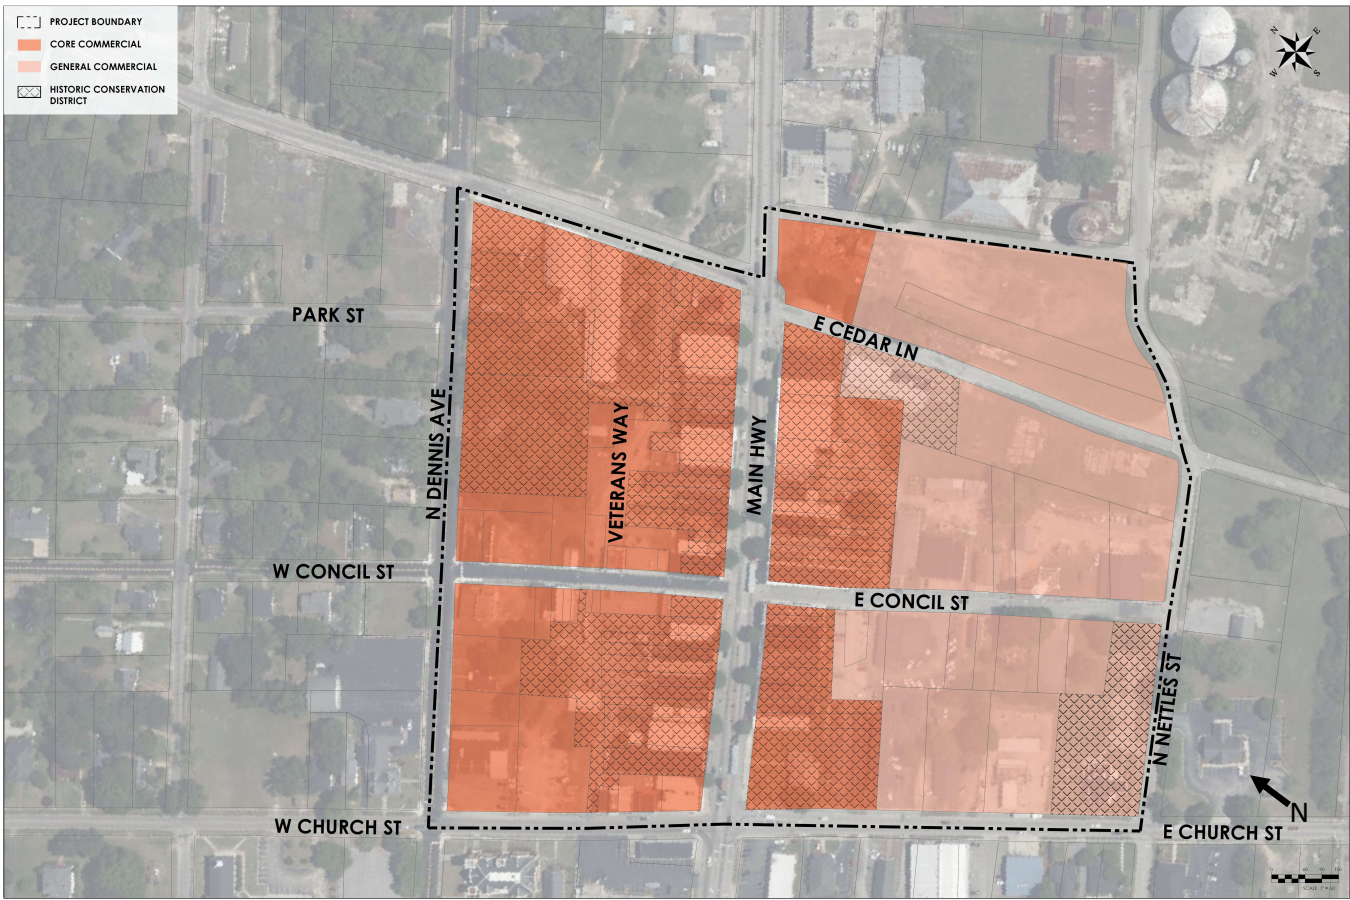 PROJECT BOUNDARY
CORE COMMERCIAL
GENERAL COMMERCIAL
HISTORIC CONSERVATION
DISTRICT
N
E
W
S
PARK ST
E CEDAR LN
N DENNIS AVE
VETERANS WAY
MAIN HWY
W CONCIL ST
E CONCIL ST
N NETTLES ST
W CHURCH ST
E CHURCH ST
N